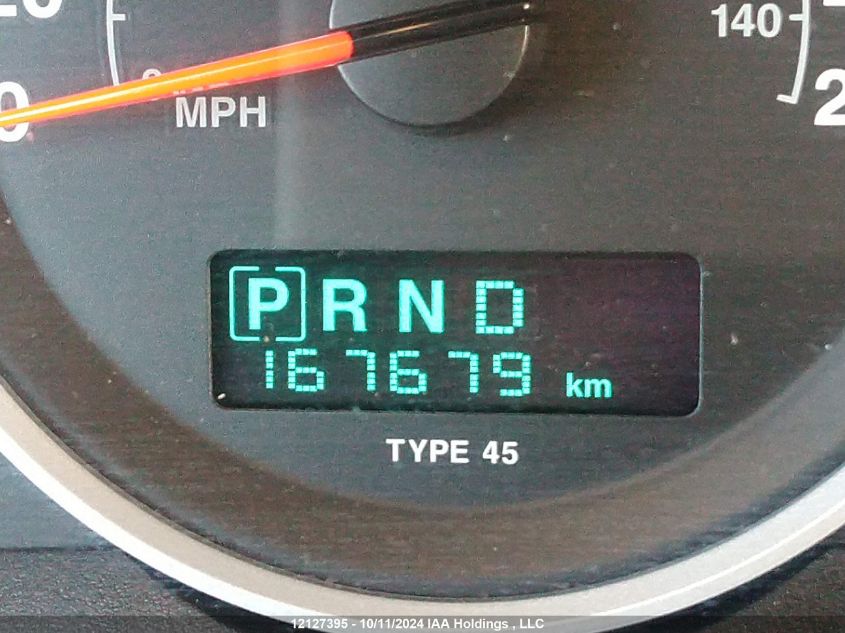 140
MPH
P R N D
167679 km
TYPE 45
12127395 - 10/11/2024 IAA Holdings , LLC